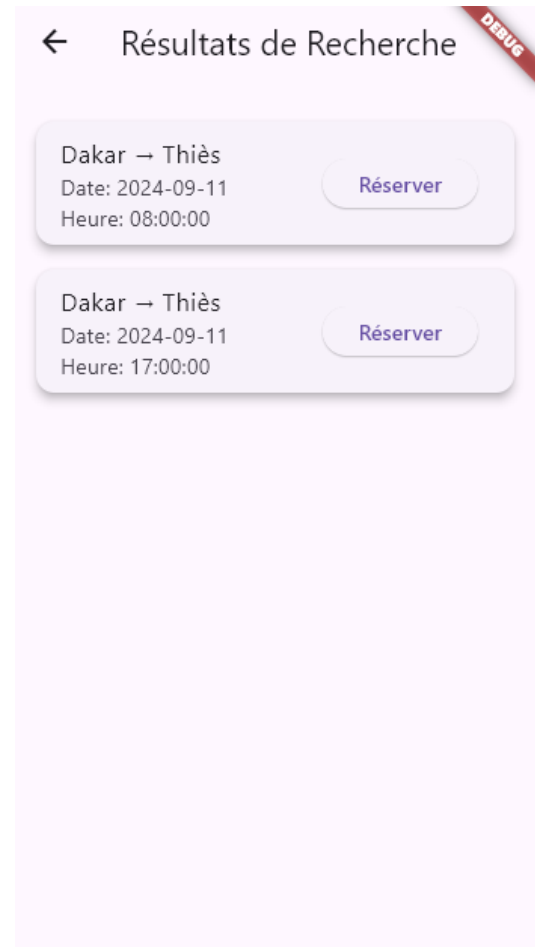 Résultats de Recherche
DEBUG
Dakar → Thiès
Date: 2024-09-11
Heure: 08:00:00
Réserver
Dakar → Thiès
Date: 2024-09-11
Heure: 17:00:00
Réserver